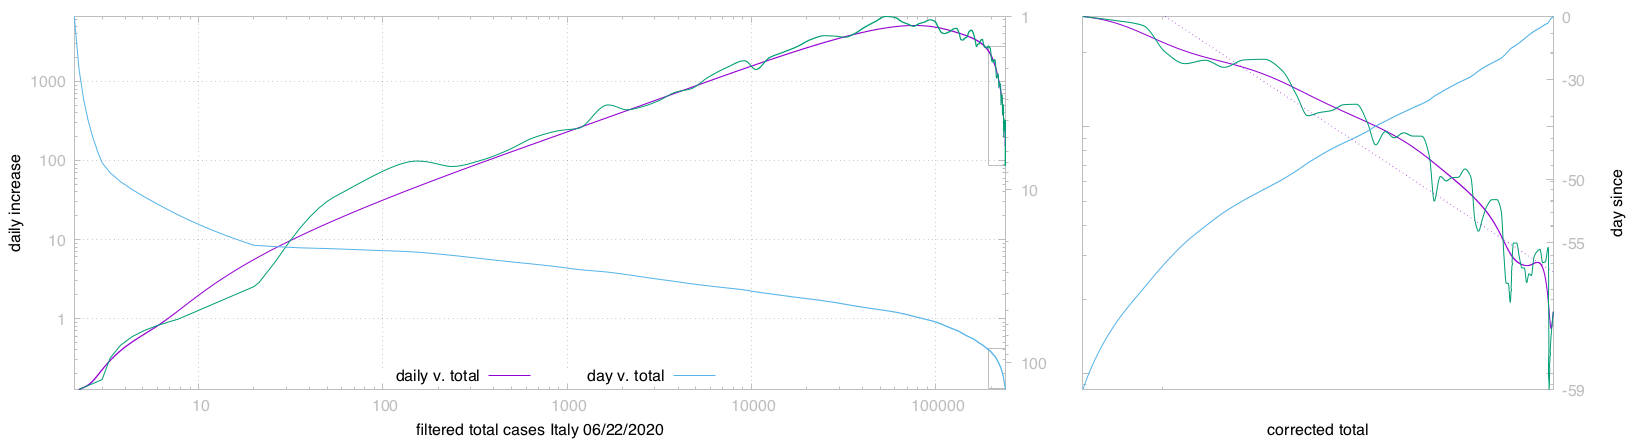 daily increase
1000
100
10
1
10
100
1000
10000
100000
1
10
100
daily v. total
day v. total
filtered total cases Italy 06/22/2020
0
-30
-50
-55
-59
day since
corrected total